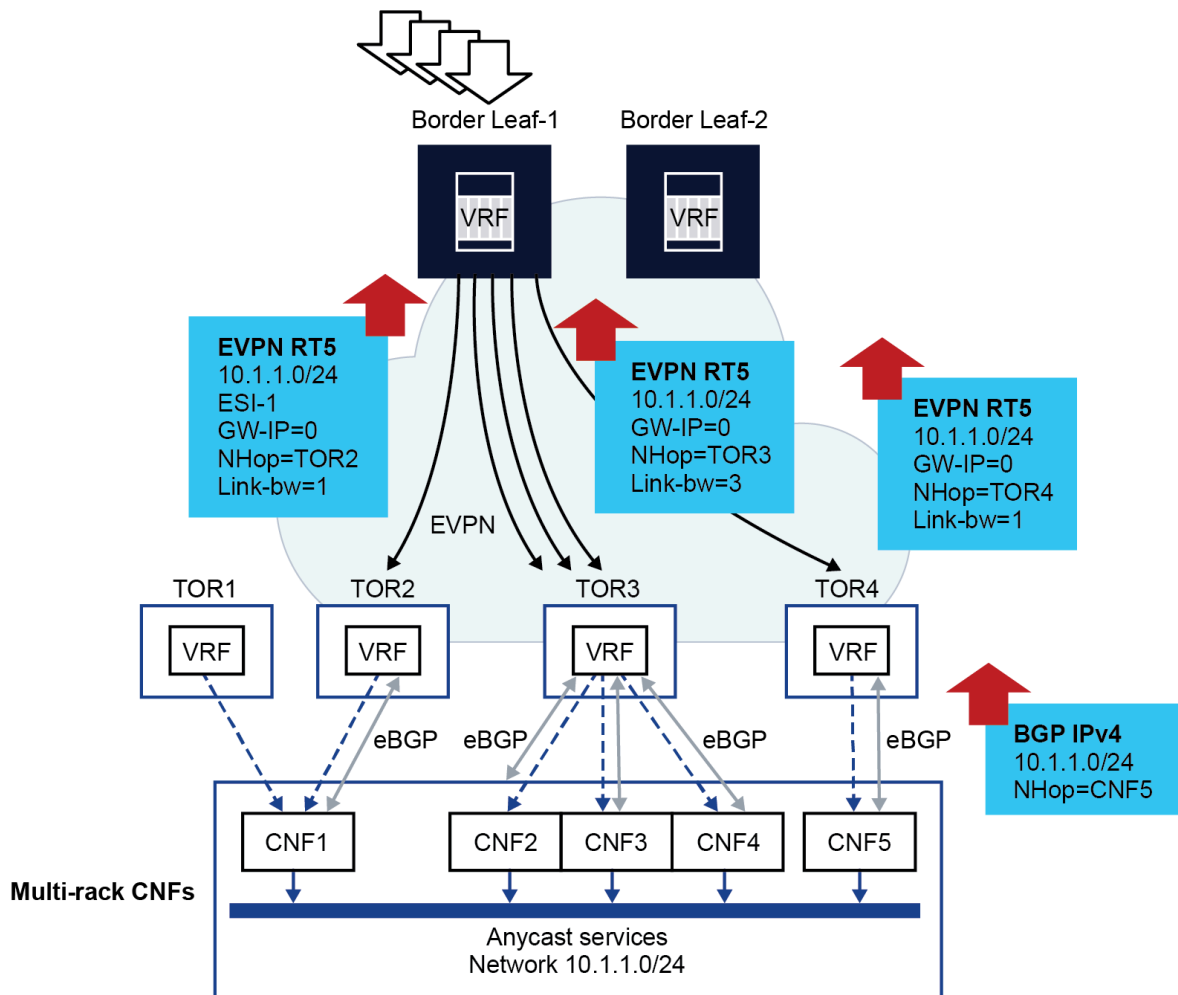 Border Leaf-1
Border Leaf-2
VRF
VRF
EVPN RT5
10.1.1.0/24
ESI-1
GW-IP=0
NHop=TOR2
Link-bw=1
EVPN RT5
10.1.1.0/24
GW-IP=0
NHop=TOR3
Link-bw=3
EVPN RT5
10.1.1.0/24
GW-IP=0
NHop=TOR4
Link-bw=1
EVPN
TOR1
TOR2
TOR3
TOR4
VRF
VRF
VRF
VRF
eBGP
eBGP
eBGP
eBGP
BGP IPv4
10.1.1.0/24
NHop=CNF5
CNF1
CNF2
CNF3
CNF4
CNF5
Multi-rack CNFs
Anycast services
Network 10.1.1.0/24